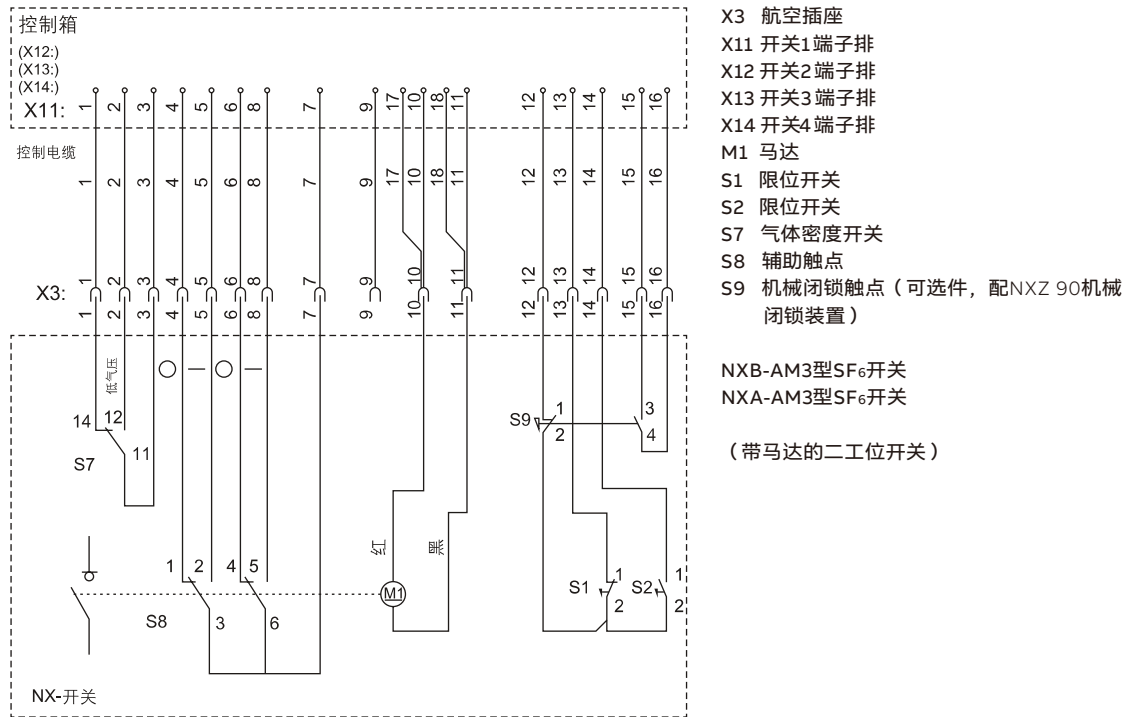 控制箱
(X12:)
(X13:)
(X14:)
X11: 1 2 3 4 5 6 8 7 9 17 10 18 11 12 13 14 15 16
控制电缆
1 2 3 4 5 6 8 7 9 17 10 18 11 12 13 14 15 16
X3: 1 2 3 4 5 6 8 7 9 10 11 12 13 14 15 16
1 2 3 4 5 6 8 7 9 10 11 12 13 14 15 16
低气压
14 12
11
S7
S9 1 2
3 4
红
黑
1 2 4 5
S8 3 6
M1
S1 1 2
S2 1 2
NX-开关
X3 航空插座
X11 开关1端子排
X12 开关2端子排
X13 开关3端子排
X14 开关4端子排
M1 马达
S1 限位开关
S2 限位开关
S7 气体密度开关
S8 辅助触点
S9 机械闭锁触点（可选件，配NXZ 90机械
闭锁装置）
NXB-AM3型SF₆开关
NXA-AM3型SF₆开关
（带马达的二工位开关）